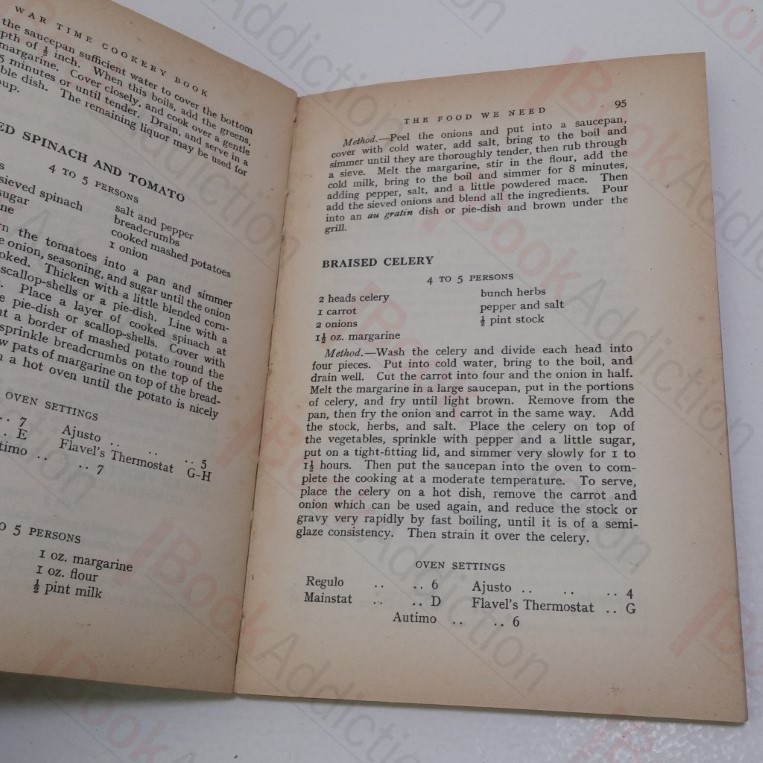 WAR TIME COOKERY BOOK
the saucepan sufficient water to cover the bottom
pth of ½ inch. When this boils, add the greens,
margarine. Cover closely, and cook over a gentle
5 minutes or until tender. Drain, and serve in a
ble dish. The remaining liquor may be used for
oup.
ED SPINACH AND TOMATO
4 TO 5 PERSONS
sieved spinach
sugar
ne
salt and pepper
breadcrumbs
cooked mashed potatoes
1 onion
n the tomatoes into a pan and simmer
e onion, seasoning, and sugar until the onion
oked. Thicken with a little blended corn-
scallop-shells or a pie-dish. Line with a
. Place a layer of cooked spinach at
e pie-dish or scallop-shells. Cover with
t a border of mashed potato round the
sprinkle breadcrumbs on the top of the
w pats of margarine on top of the bread-
n a hot oven until the potato is nicely
OVEN SETTINGS
. . 7 Ajusto . . . . . . 5
. . E Flavel's Thermostat G-H
utimo . . . . 7
O 5 PERSONS
1 oz. margarine
1 oz. flour
½ pint milk
THE FOOD WE NEED 95
Method.—Peel the onions and put into a saucepan,
cover with cold water, add salt, bring to the boil and
simmer until they are thoroughly tender, then rub through
a sieve. Melt the margarine, stir in the flour, add the
cold milk, bring to the boil and simmer for 8 minutes,
adding pepper, salt, and a little powdered mace. Then
add the sieved onions and blend all the ingredients. Pour
into an au gratin dish or pie-dish and brown under the
grill.
BRAISED CELERY
4 TO 5 PERSONS
2 heads celery
1 carrot
2 onions
1½ oz. margarine
bunch herbs
pepper and salt
½ pint stock
Method.—Wash the celery and divide each head into
four pieces. Put into cold water, bring to the boil, and
drain well. Cut the carrot into four and the onion in half.
Melt the margarine in a large saucepan, put in the portions
of celery, and fry until light brown. Remove from the
pan, then fry the onion and carrot in the same way. Add
the stock, herbs, and salt. Place the celery on top of
the vegetables, sprinkle with pepper and a little sugar,
put on a tight-fitting lid, and simmer very slowly for 1 to
1½ hours. Then put the saucepan into the oven to com-
plete the cooking at a moderate temperature. To serve,
place the celery on a hot dish, remove the carrot and
onion which can be used again, and reduce the stock or
gravy very rapidly by fast boiling, until it is of a semi-
glaze consistency. Then strain it over the celery.
OVEN SETTINGS
Regulo . . . . 6 Ajusto . . . . . . 4
Mainstat . . . . D Flavel's Thermostat . . G
Autimo . . . . 6
BookAddiction